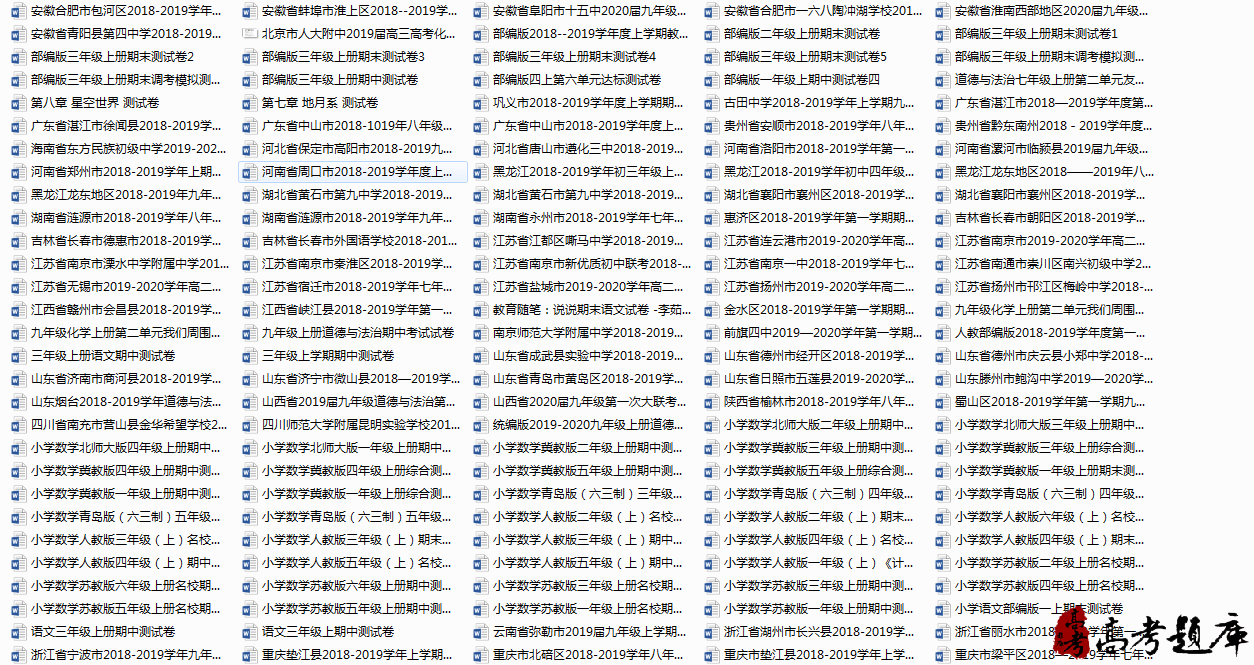 安徽合肥市包河区2018-2019学年...
安徽省蚌埠市淮上区2018--2019学...
安徽省阜阳市十五中2020届九年级...
安徽省合肥市一六八陶冲湖学校201...
安徽省淮南西部地区2020届九年级...
安徽省青阳县第四中学2018-2019...
北京市人大附中2019届高三高考化...
部编版2018--2019学年度上学期教...
部编版二年级上册期末测试卷
部编版三年级上册期末测试卷1
部编版三年级上册期末测试卷2
部编版三年级上册期末测试卷3
部编版三年级上册期末测试卷4
部编版三年级上册期末测试卷5
部编版三年级上册期末调考模拟...
部编版三年级上册期末调考模拟测...
部编版三年级上册期中测试卷
部编版四上第六单元达标测试卷
部编版一年级上期中测试卷四
道德与法治七年级上册第二单元友...
第八章 星空世界 测试卷
第七章 地月系 测试卷
巩义市2018-2019学年度上学期期...
古田中学2018-2019学年上学期九...
广东省湛江市2018—2019学年度第...
广东省湛江市徐闻县2018-2019学...
广东省中山市2018-1019年八年级...
广东省中山市2018-2019学年度上...
贵州省安顺市2018-2019学年八年...
贵州省黔东南州2018－2019学年度...
海南省东方民族初级中学2019-202...
河北省保定市高阳市2018-2019九...
河北省唐山市遵化三中2018-2019...
河南省洛阳市2018-2019学年第一...
河南省漯河市临颍县2019届九年级...
河南省郑州市2018-2019学年上期...
河南省周口市2018-2019学年度上...
黑龙江2018-2019学年初三年级上...
黑龙江2018-2019学年初中四年级...
黑龙江龙东地区2018——2019年八...
黑龙江龙东地区2018-2019年九年...
湖北省黄石市第九中学2018-2019...
湖北省黄石市第九中学2018-2019...
湖北省襄阳市襄州区2018-2019学...
湖北省襄阳市襄州区2018-2019学...
湖南省涟源市2018-2019学年八年...
湖南省涟源市2018-2019学年九年...
湖南省永州市2018-2019学年七年...
惠济区2018-2019学年第一学期期...
吉林省长春市朝阳区2018-2019学...
吉林省长春市德惠市2018-2019学...
吉林省长春市外国语学校2018-201...
江苏省江都区嘶马中学2018-2019...
江苏省连云港市2019-2020学年高...
江苏省南京市2019-2020学年高二...
江苏省南京市溧水中学附属中学201...
江苏省南京市秦淮区2018-2019学...
江苏省南京市新优质初中联考2018-...
江苏省南京一中2018-2019学年七...
江苏省南通市崇川区南兴初级中学2...
江苏省无锡市2019-2020学年高二...
江苏省宿迁市2018-2019学年七年...
江苏省盐城市2019-2020学年高二...
江苏省扬州市2019-2020学年高二...
江苏省扬州市邗江区梅岭中学2018-...
江西省赣州市会昌县2018-2019学...
江西省峡江县2018-2019学年第一...
教育随笔：说说期末语文试卷 -李茹...
金水区2018-2019学年第一学期期...
九年级化学上册第二单元我们周围...
九年级化学上册第二单元我们周围...
九年级上册道德与法治期中考试试卷
南京师范大学附属中学2018-2019...
前旗四中2019—2020学年第一学期...
人教部编版2018-2019学年度第一...
三年级上册语文期中测试卷
三年级上学期期中测试卷
山东省成武县实验中学2018-2019...
山东省德州市经开区2018-2019学...
山东省德州市庆云县小郑中学2018-...
山东省济南市商河县2018-2019学...
山东省济宁市微山县2018—2019学...
山东省青岛市黄岛区2018-2019学...
山东省日照市五莲县2019-2020学...
山东滕州市鲍沟中学2019—2020学...
山东烟台2018-2019学年道德与法...
山西省2019届九年级道德与法治第...
山西省2020届九年级第一次大联考...
陕西省榆林市2018-2019学年八年...
蜀山区2018-2019学年第一学期九...
四川省南充市营山县金华希望学校2...
四川师范大学附属昆明实验学校201...
统编版2019-2020九年级上册道德...
小学数学北师大版二年级上册期中...
小学数学北师大版三年级上册期中...
小学数学北师大版四年级上册期中...
小学数学北师大版一年级上册期中...
小学数学冀教版二年级上册期中测...
小学数学冀教版三年级上册期中测...
小学数学冀教版三年级上册综合测...
小学数学冀教版四年级上册期中测...
小学数学冀教版四年级上册综合测...
小学数学冀教版五年级上册期中测...
小学数学冀教版五年级上册综合测...
小学数学冀教版一年级上册期末测...
小学数学冀教版一年级上册期中测...
小学数学冀教版一年级上册综合测...
小学数学青岛版（六三制）三年级...
小学数学青岛版（六三制）四年级...
小学数学青岛版（六三制）四年级...
小学数学青岛版（六三制）五年级...
小学数学青岛版（六三制）五年级...
小学数学人教版二年级（上）名校...
小学数学人教版二年级（上）期末...
小学数学人教版六年级（上）名校...
小学数学人教版三年级（上）名校...
小学数学人教版三年级（上）期末...
小学数学人教版三年级（上）期中...
小学数学人教版四年级（上）名校...
小学数学人教版四年级（上）期末...
小学数学人教版四年级（上）期中...
小学数学人教版五年级（上）名校...
小学数学人教版五年级（上）期中...
小学数学人教版一年级（上）《计...
小学数学苏教版二年级上册名校期...
小学数学苏教版六年级上册名校期...
小学数学苏教版六年级上册期中测...
小学数学苏教版三年级上册名校期...
小学数学苏教版三年级上册期中测...
小学数学苏教版四年级上册名校期...
小学数学苏教版五年级上册名校期...
小学数学苏教版五年级上册期中测...
小学数学苏教版一年级上册名校期...
小学数学苏教版一年级上册期中测...
小学语文部编版一上期末测试卷
语文三年级上册期中测试卷
语文三年级上期中测试卷
云南省弥勒市2019届九年级上学期...
浙江省湖州市长兴县2018-2019学...
浙江省丽水市2018 学年第一
浙江省宁波市2018-2019学年九年...
重庆垫江县2018-2019学年上学期...
重庆市北碚区2018-2019学年八年...
重庆市垫江县2018-2019学年上学...
重庆市梁平区2018—2019学年七年...
高考题库